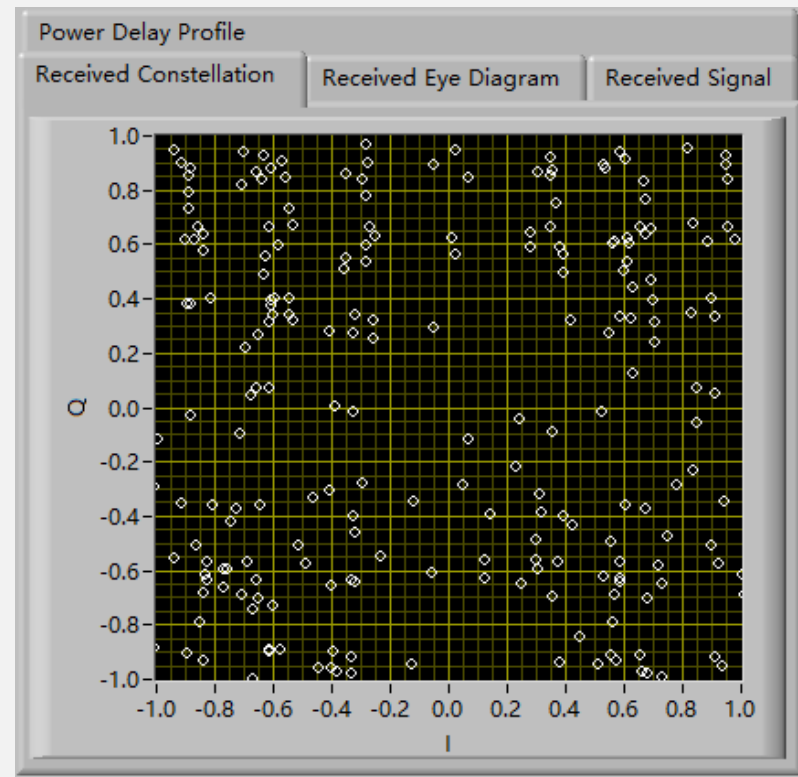 Power Delay Profile
Received Constellation
Received Eye Diagram
Received Signal
1.0
0.8
0.6
0.4
0.2
0.0
-0.2
-0.4
-0.6
-0.8
-1.0
Q
-1.0 -0.8 -0.6 -0.4 -0.2 0.0 0.2 0.4 0.6 0.8 1.0
I